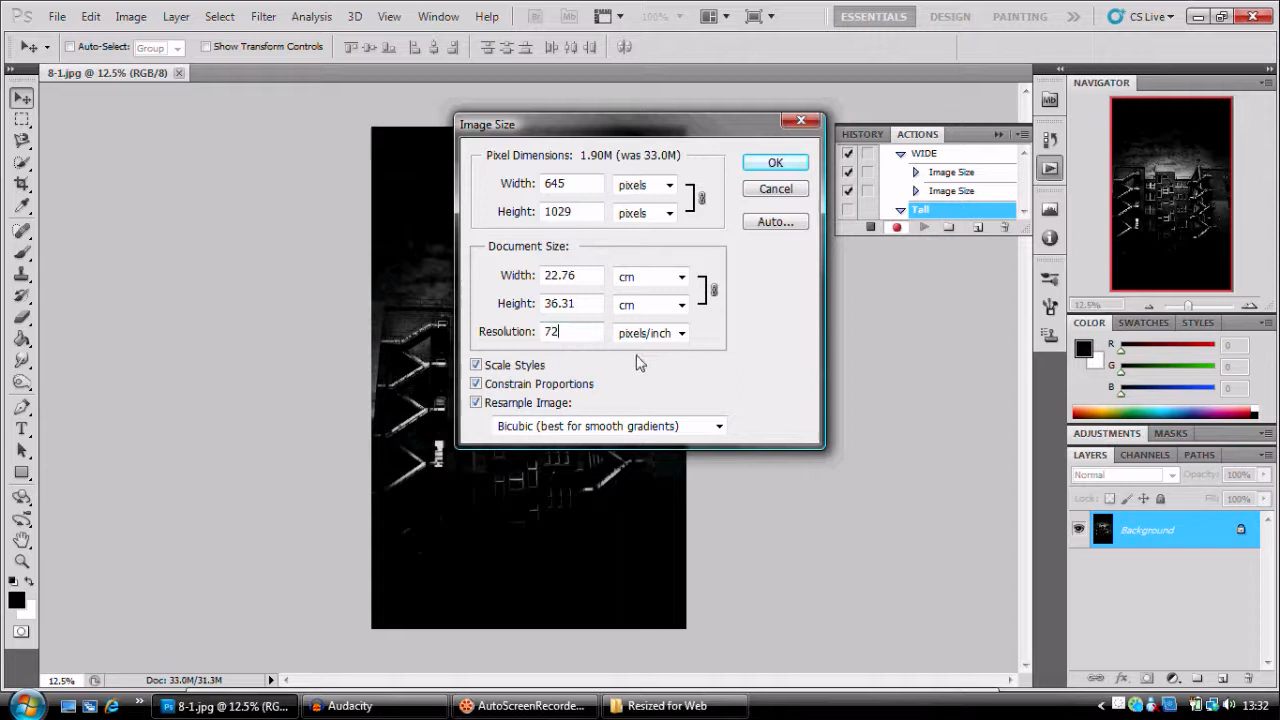 Ps File Edit Image Layer Select Filter Analysis 3D View Window Help Br Mb 100% ESSENTIALS DESIGN PAINTING CS Live
Auto-Select: Group Show Transform Controls
8-1.jpg @ 12.5% (RGB/8)
Image Size
Pixel Dimensions: 1.90M (was 33.0M)
Width: 645 pixels
Height: 1029 pixels
Document Size:
Width: 22.76 cm
Height: 36.31 cm
Resolution: 72 pixels/inch
Scale Styles
Constrain Proportions
Resample Image:
Bicubic (best for smooth gradients)
OK
Cancel
Auto...
HISTORY ACTIONS
WIDE
Image Size
Image Size
Tall
Mb
NAVIGATOR
12.5%
COLOR SWATCHES STYLES
R 0
G 0
B 0
ADJUSTMENTS MASKS
LAYERS CHANNELS PATHS
Normal Opacity: 100%
Lock: Fill: 100%
Background
12.5% Doc: 33.0M/31.3M
8-1.jpg @ 12.5% (RG... Audacity AutoScreenRecorde... Resized for Web 13:32